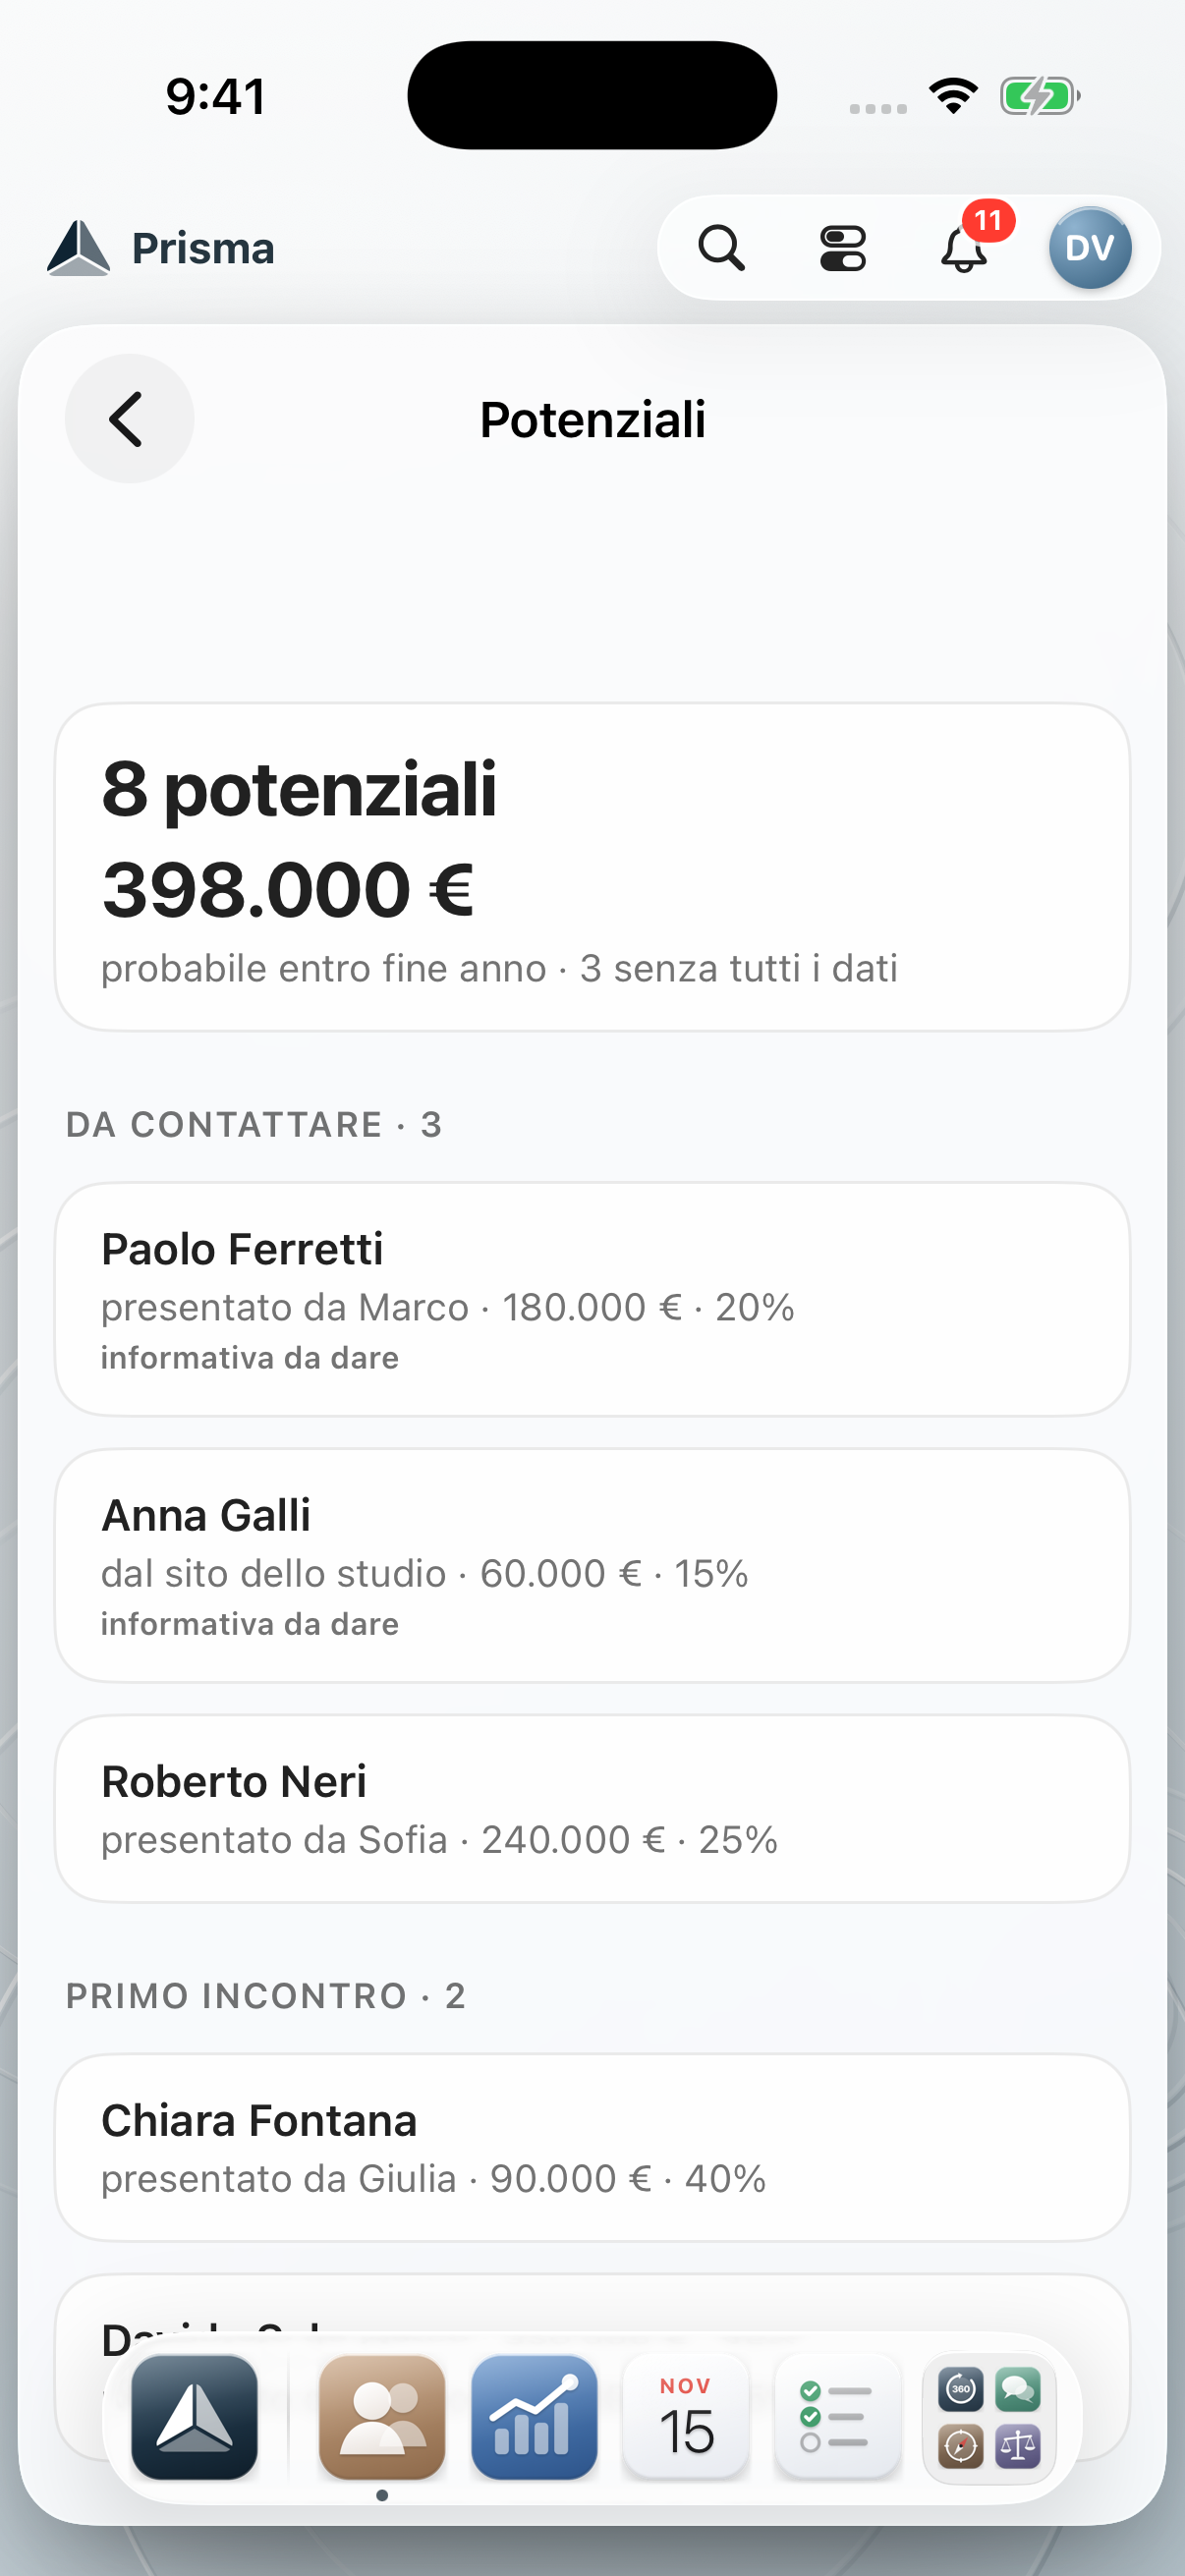 9:41
Prisma
11
DV
Potenziali
8 potenziali
398.000 €
probabile entro fine anno · 3 senza tutti i dati
DA CONTATTARE · 3
Paolo Ferretti
presentato da Marco · 180.000 € · 20%
informativa da dare
Anna Galli
dal sito dello studio · 60.000 € · 15%
informativa da dare
Roberto Neri
presentato da Sofia · 240.000 € · 25%
PRIMO INCONTRO · 2
Chiara Fontana
presentato da Giulia · 90.000 € · 40%
NOV
15
360